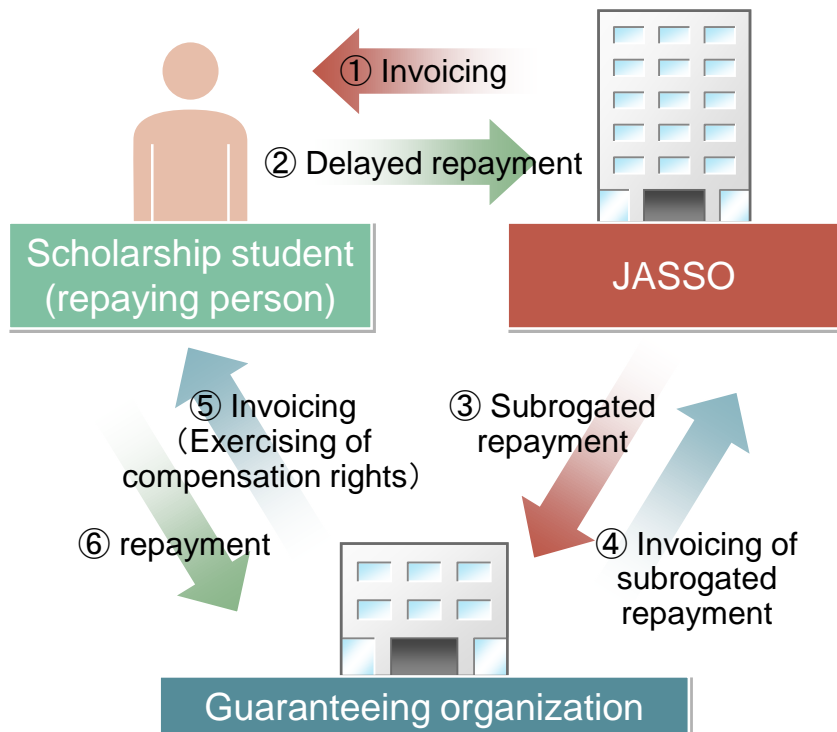 ① Invoicing
② Delayed repayment
Scholarship student
(repaying person)
JASSO
③ Subrogated
repayment
④ Invoicing of
subrogated
repayment
⑤ Invoicing
（Exercising of
compensation rights）
⑥ repayment
Guaranteeing organization